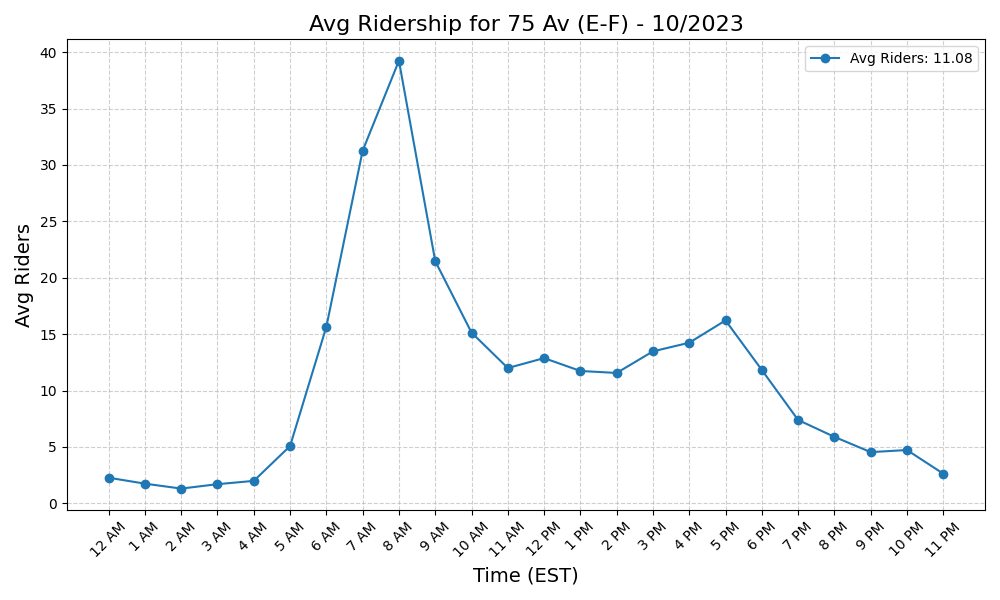 Avg Ridership for 75 Av (E-F) - 10/2023
Avg Riders: 11.08
Avg Riders
40
35
30
25
20
15
10
5
0
12 AM
1 AM
2 AM
3 AM
4 AM
5 AM
6 AM
7 AM
8 AM
9 AM
10 AM
11 AM
12 PM
1 PM
2 PM
3 PM
4 PM
5 PM
6 PM
7 PM
8 PM
9 PM
10 PM
11 PM
Time (EST)